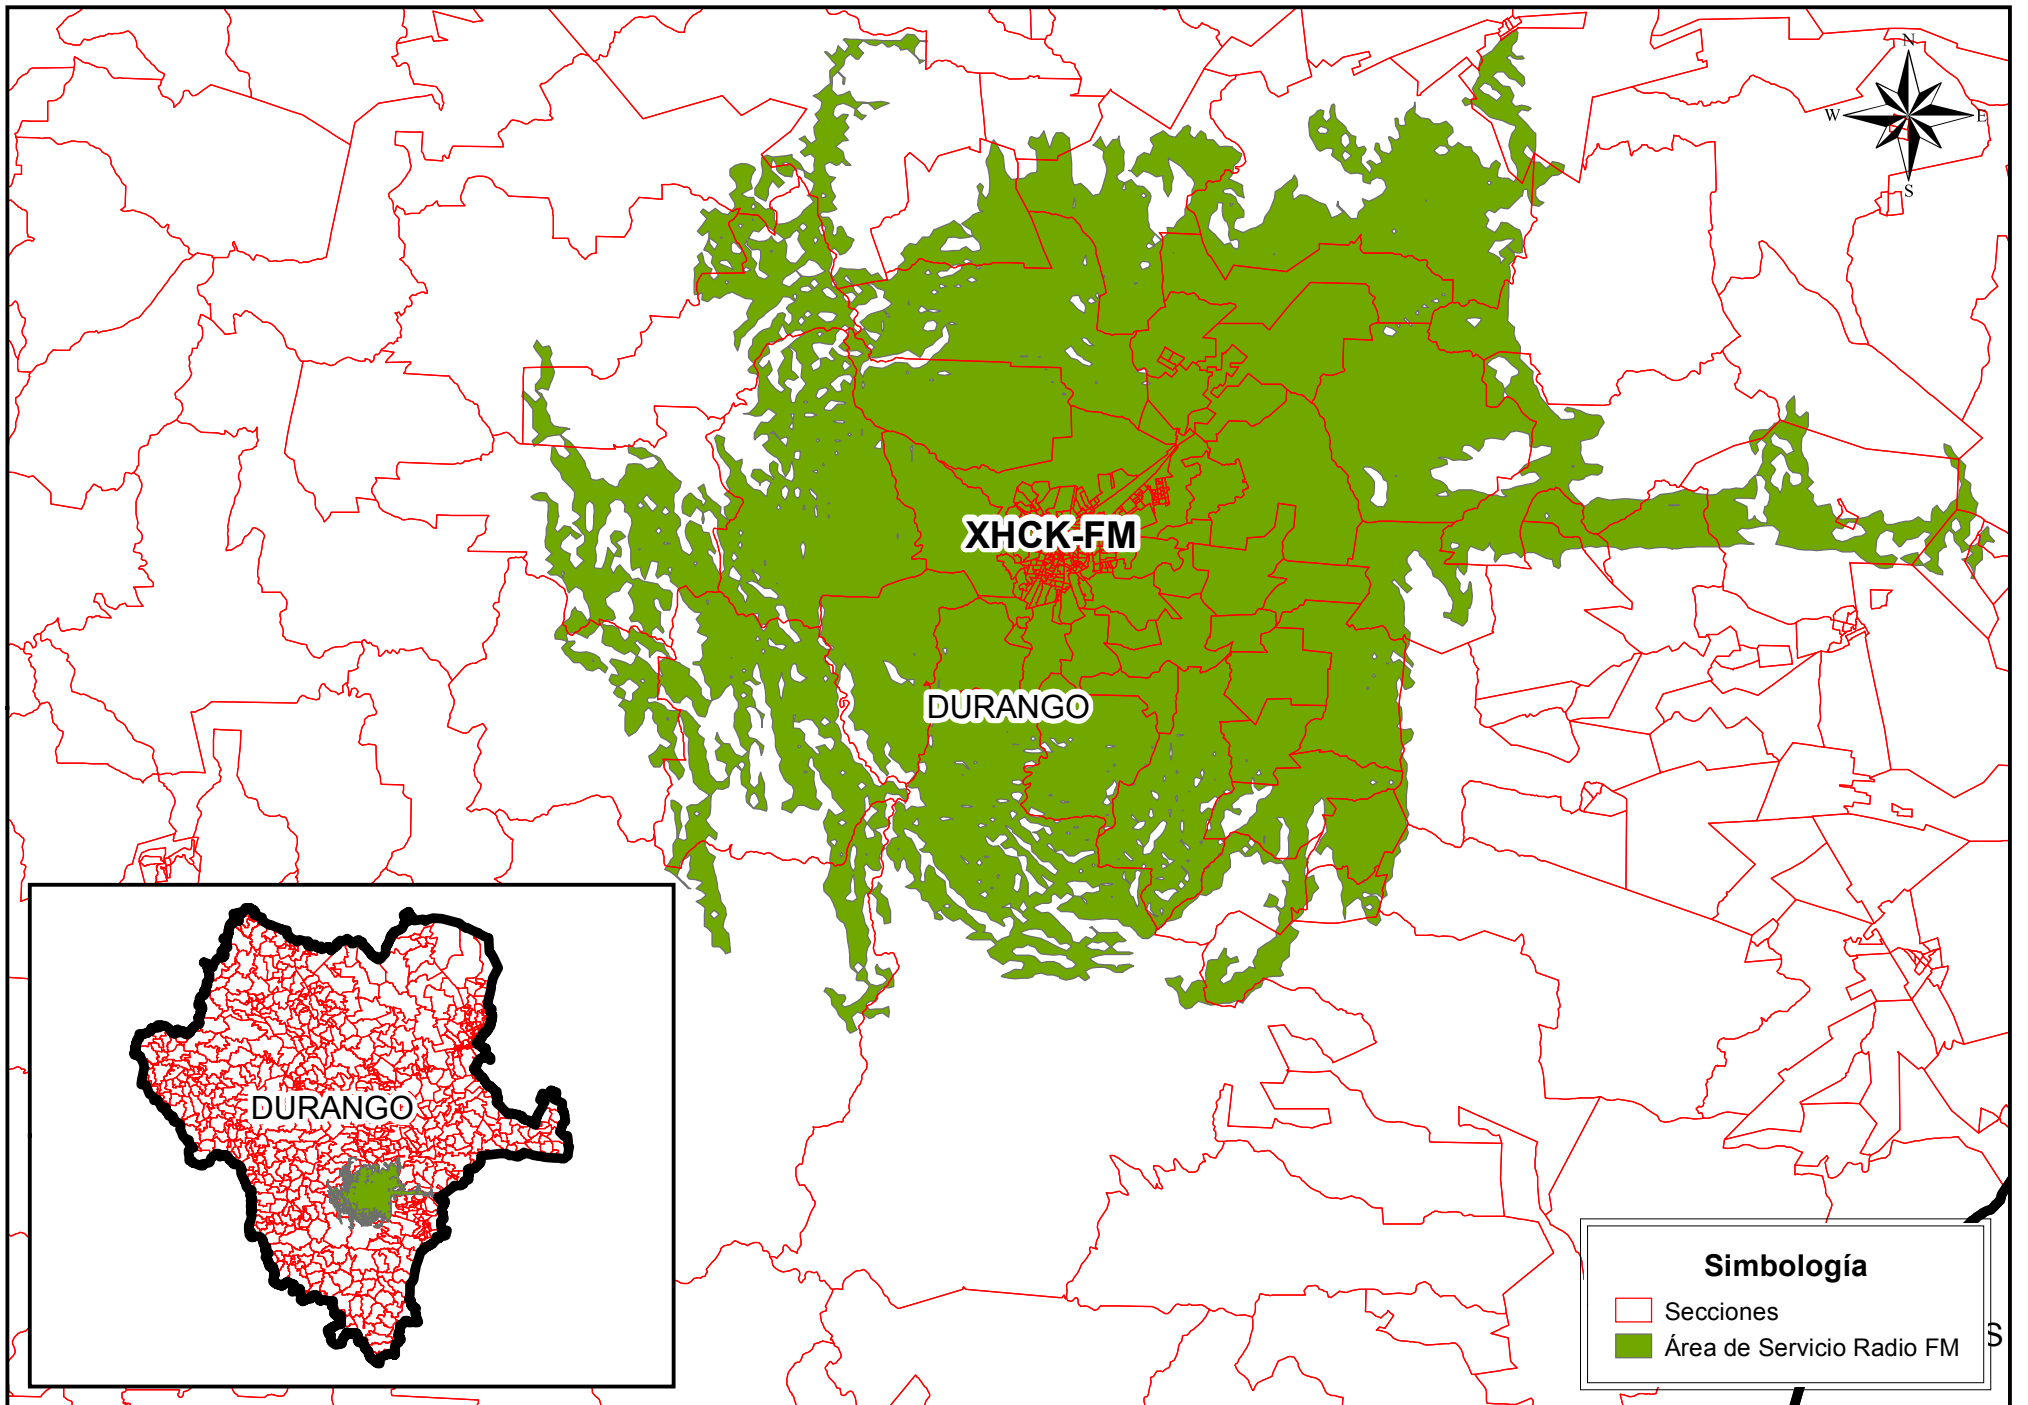 N
W E
S
XHCK-FM
DURANGO
DURANGO
Simbología
Secciones
Área de Servicio Radio FM
S